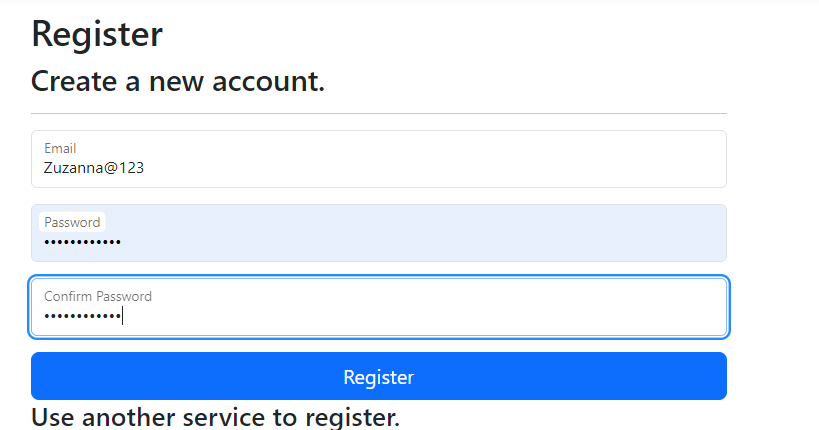 Register
Create a new account.
Email
Zuzanna@123
Password
••••••••••••
Confirm Password
••••••••••••
Register
Use another service to register.